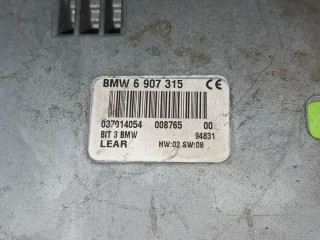 BMW 6 907 315 CE
037014054 008765 00
BIT 3 BMW 94831
LEAR HW:02 SW:08